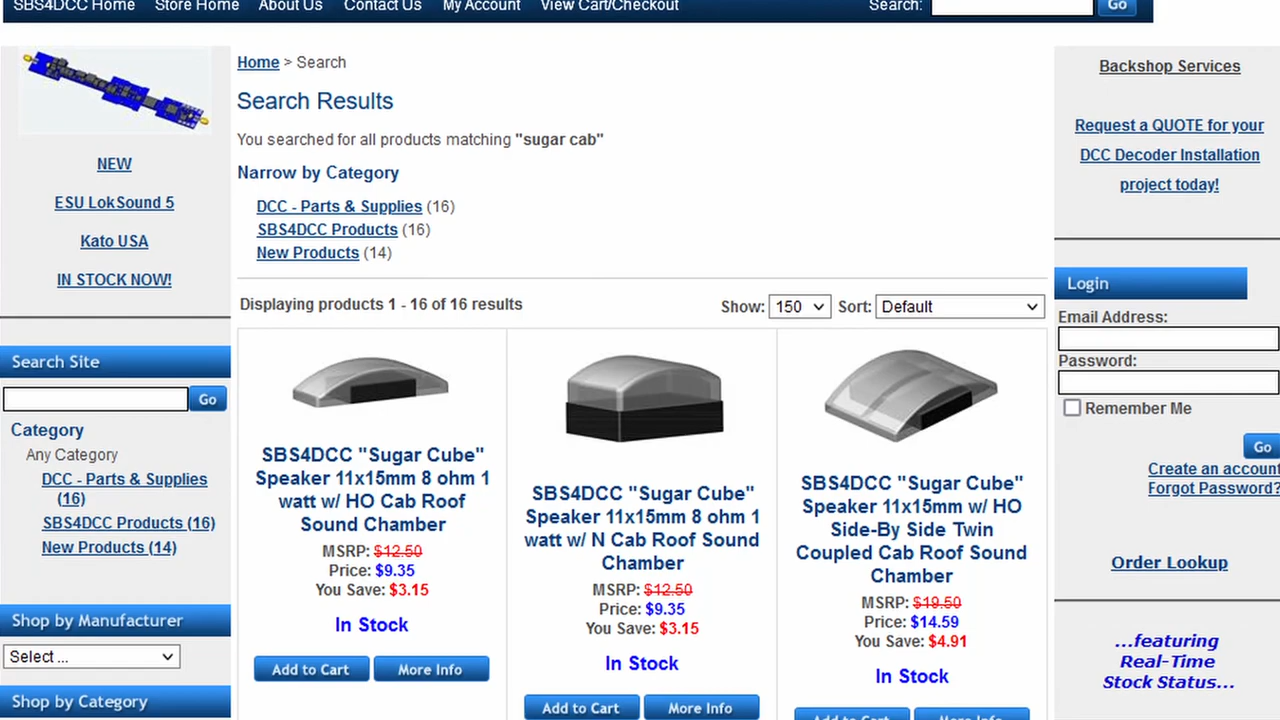 SBS4DCC Home Store Home About Us Contact Us My Account View Cart/Checkout Search: Go
NEW
ESU LokSound 5
Kato USA
IN STOCK NOW!
Search Site
Go
Category
Any Category
DCC - Parts & Supplies
(16)
SBS4DCC Products (16)
New Products (14)
Shop by Manufacturer
Select ...
Shop by Category
Home > Search
Search Results
You searched for all products matching "sugar cab"
Narrow by Category
DCC - Parts & Supplies (16)
SBS4DCC Products (16)
New Products (14)
Displaying products 1 - 16 of 16 results
Show: 150 Sort: Default
SBS4DCC "Sugar Cube"
Speaker 11x15mm 8 ohm 1
watt w/ HO Cab Roof
Sound Chamber
MSRP: $12.50
Price: $9.35
You Save: $3.15
In Stock
Add to Cart More Info
SBS4DCC "Sugar Cube"
Speaker 11x15mm 8 ohm 1
watt w/ N Cab Roof Sound
Chamber
MSRP: $12.50
Price: $9.35
You Save: $3.15
In Stock
Add to Cart More Info
SBS4DCC "Sugar Cube"
Speaker 11x15mm w/ HO
Side-By Side Twin
Coupled Cab Roof Sound
Chamber
MSRP: $19.50
Price: $14.59
You Save: $4.91
In Stock
Add to Cart More Info
Backshop Services
Request a QUOTE for your
DCC Decoder Installation
project today!
Login
Email Address:
Password:
Remember Me
Go
Create an account
Forgot Password?
Order Lookup
...featuring
Real-Time
Stock Status...